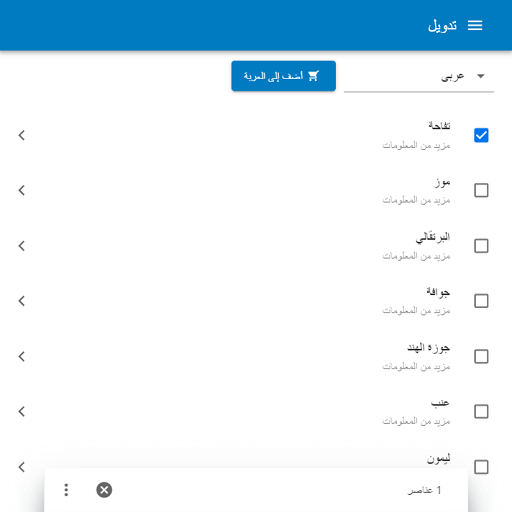 تدويل
عربى
أضف إلى العربة
تفاحة
مزيد من المعلومات
موز
مزيد من المعلومات
البرتقالي
مزيد من المعلومات
جوافة
مزيد من المعلومات
جوزة الهند
مزيد من المعلومات
عنب
مزيد من المعلومات
ليمون
1 عناصر